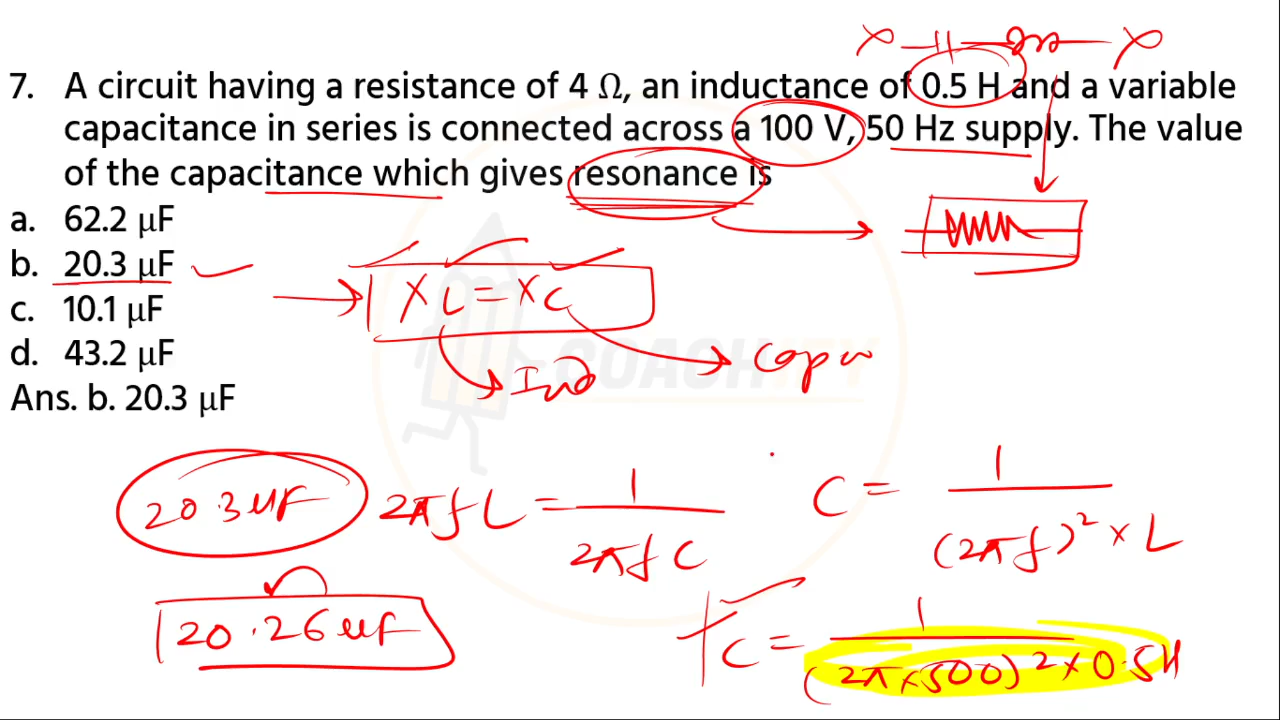 7. A circuit having a resistance of 4 Ω, an inductance of 0.5 H and a variable
capacitance in series is connected across a 100 V, 50 Hz supply. The value
of the capacitance which gives resonance is
a. 62.2 μF
b. 20.3 μF
c. 10.1 μF
d. 43.2 μF
Ans. b. 20.3 μF
XL = XC
Ind
Capa
COACH
20.3 μF
2πfL = 1 / 2πfC
C = 1 / (2πf)² × L
20.26 μF
C = 1 / (2π×500)² × 0.5H